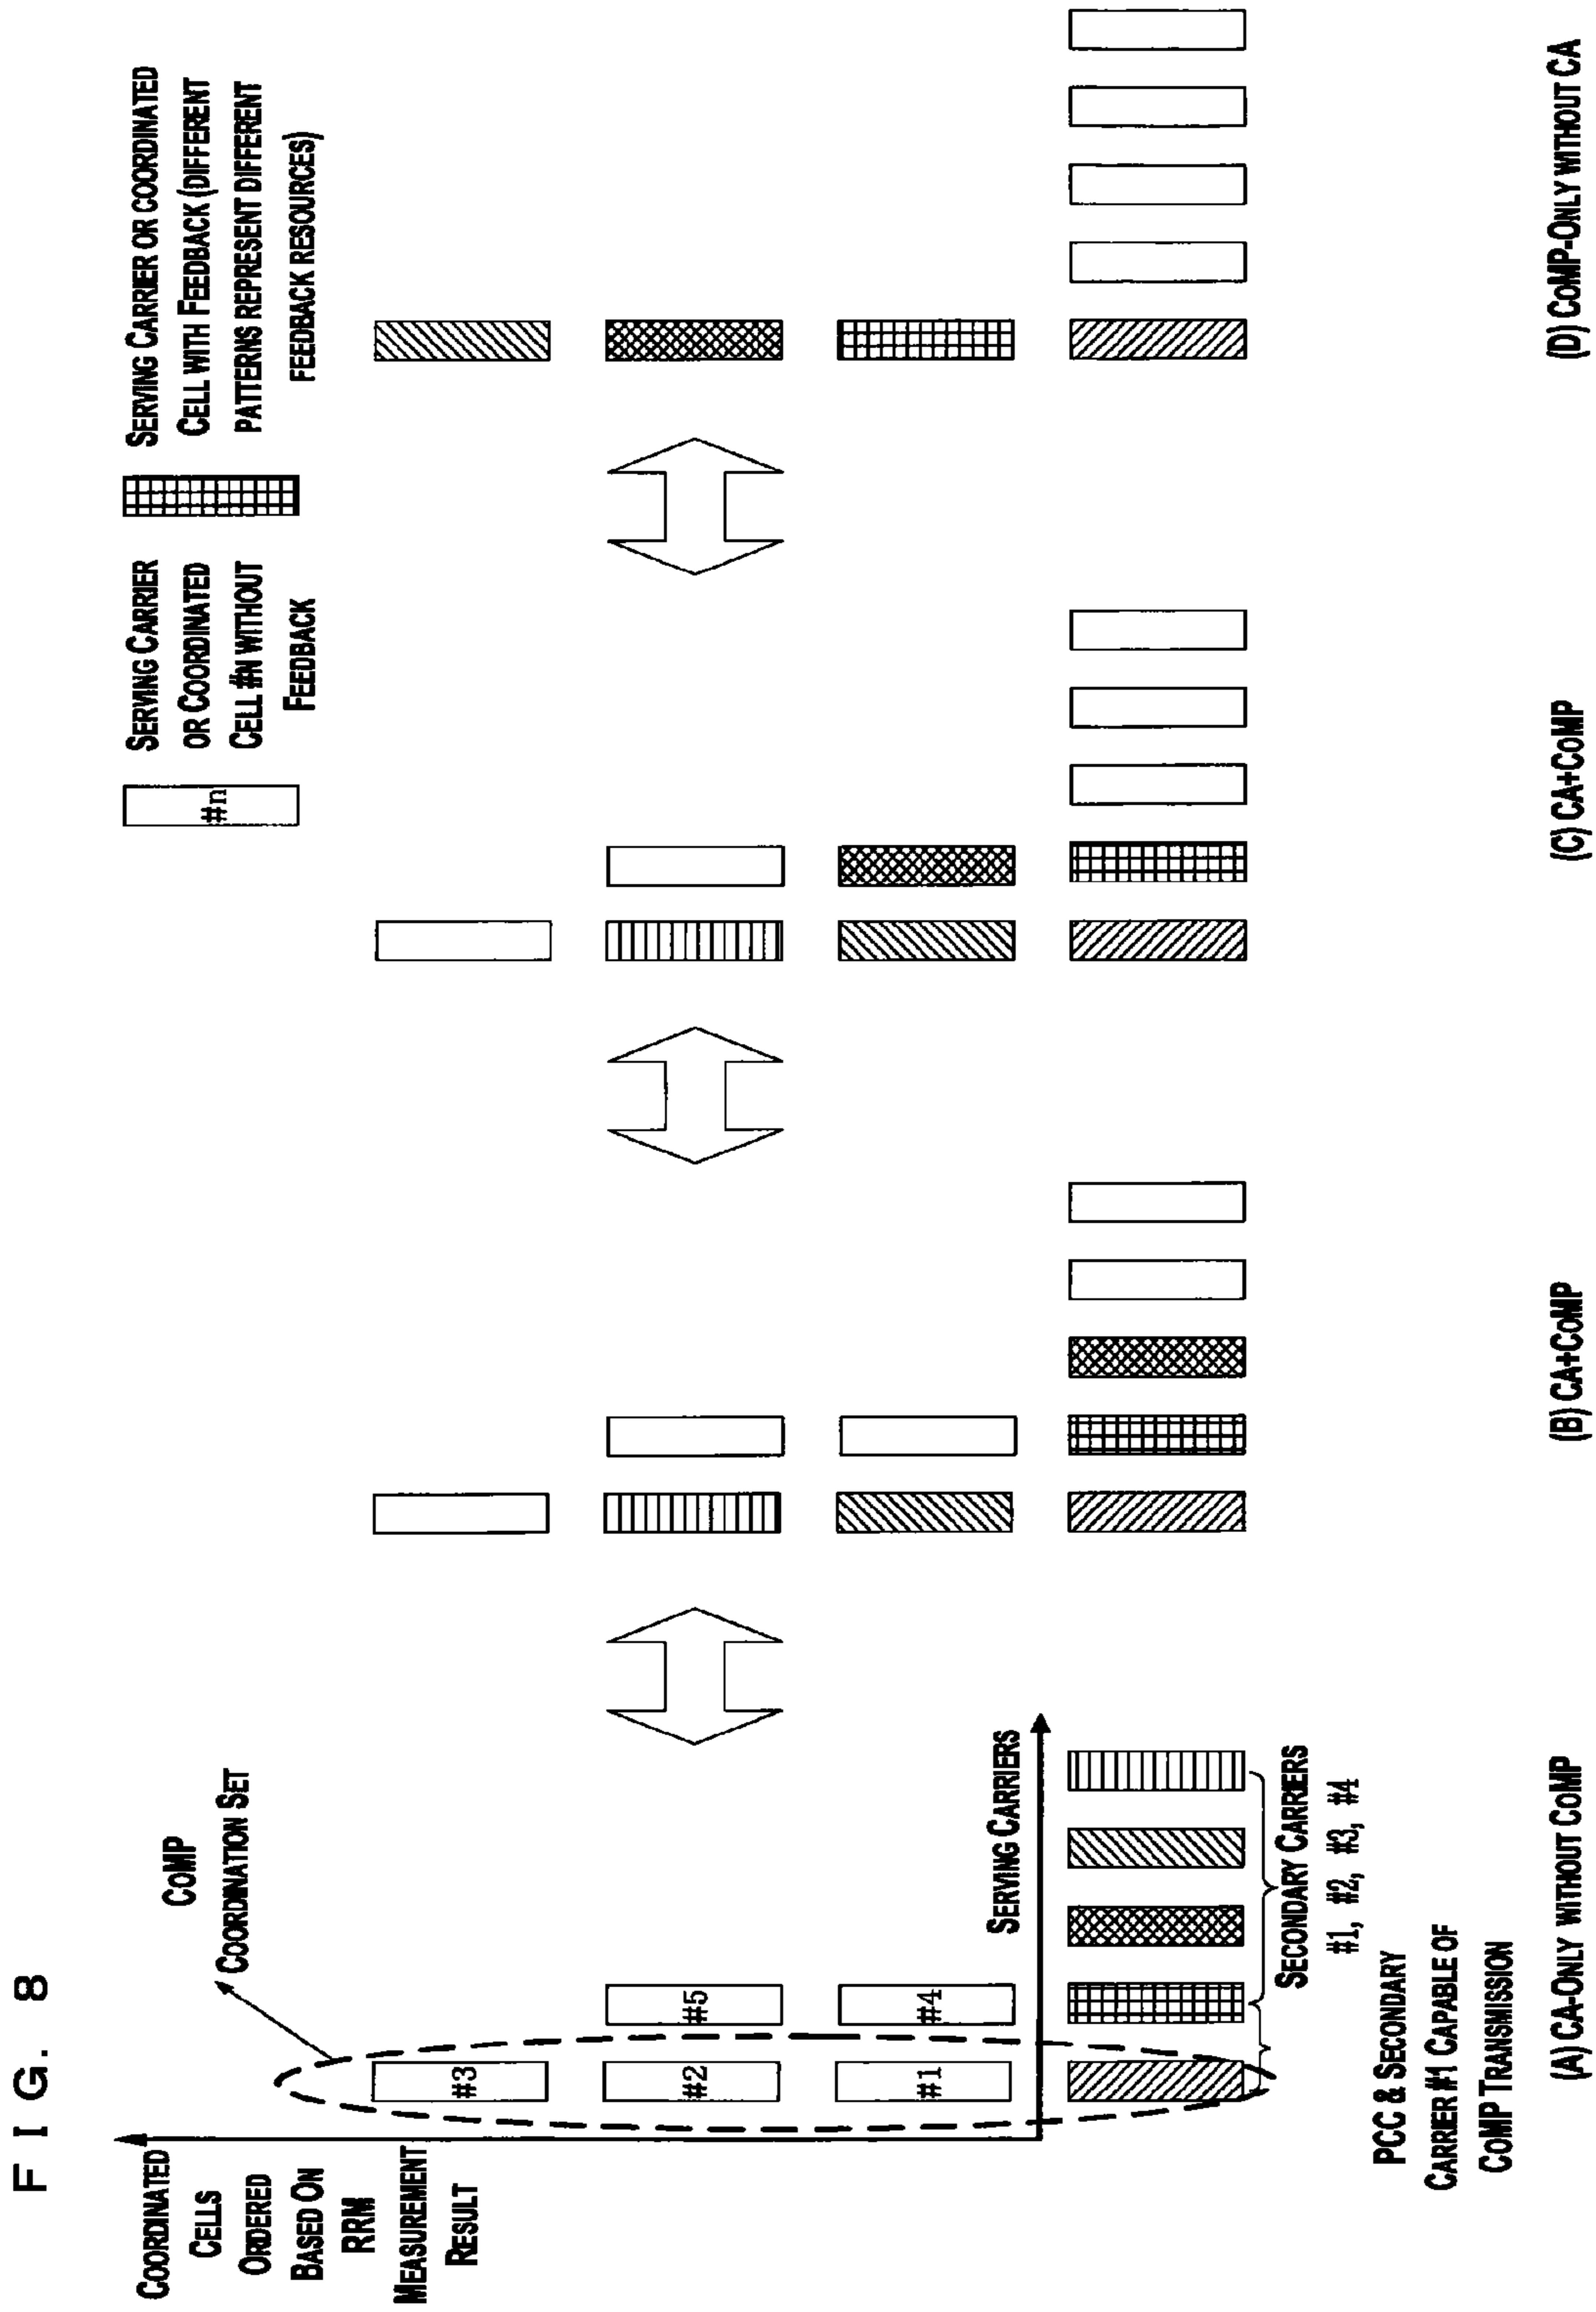 FIG. 8
COORDINATED
CELLS
ORDERED
BASED ON
RRM
MEASUREMENT
RESULT
COMP
COORDINATION SET
#3
#2
#5
#1
#4
SERVING CARRIERS
SECONDARY CARRIERS
#1, #2, #3, #4
PCC & SECONDARY
CARRIER #1 CAPABLE OF
COMP TRANSMISSION
#n
SERVING CARRIER
OR COORDINATED
CELL #N WITHOUT
FEEDBACK
SERVING CARRIER OR COORDINATED
CELL WITH FEEDBACK (DIFFERENT
PATTERNS REPRESENT DIFFERENT
FEEDBACK RESOURCES)
(A) CA-ONLY WITHOUT COMP
(B) CA+COMP
(C) CA+COMP
(D) COMP-ONLY WITHOUT CA